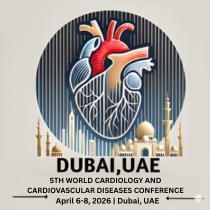 DUBAI,UAE
5TH WORLD CARDIOLOGY AND
CARDIOVASCULAR DISEASES CONFERENCE
April 6-8, 2026 | Dubai, UAE